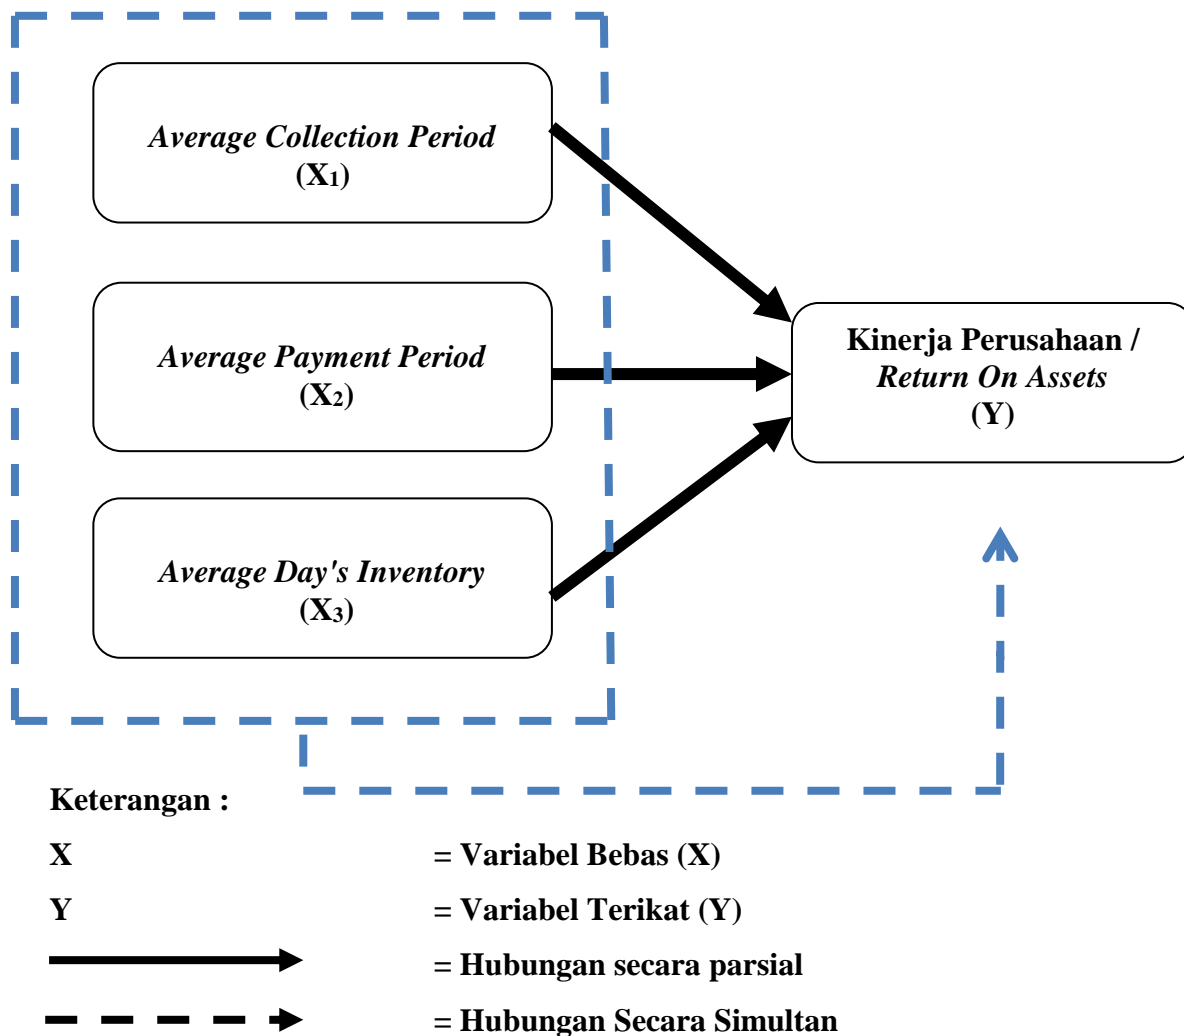 Average Collection Period
(X₁)
Average Payment Period
(X₂)
Average Day's Inventory
(X₃)
Kinerja Perusahaan /
Return On Assets
(Y)
Keterangan :
X = Variabel Bebas (X)
Y = Variabel Terikat (Y)
= Hubungan secara parsial
= Hubungan Secara Simultan